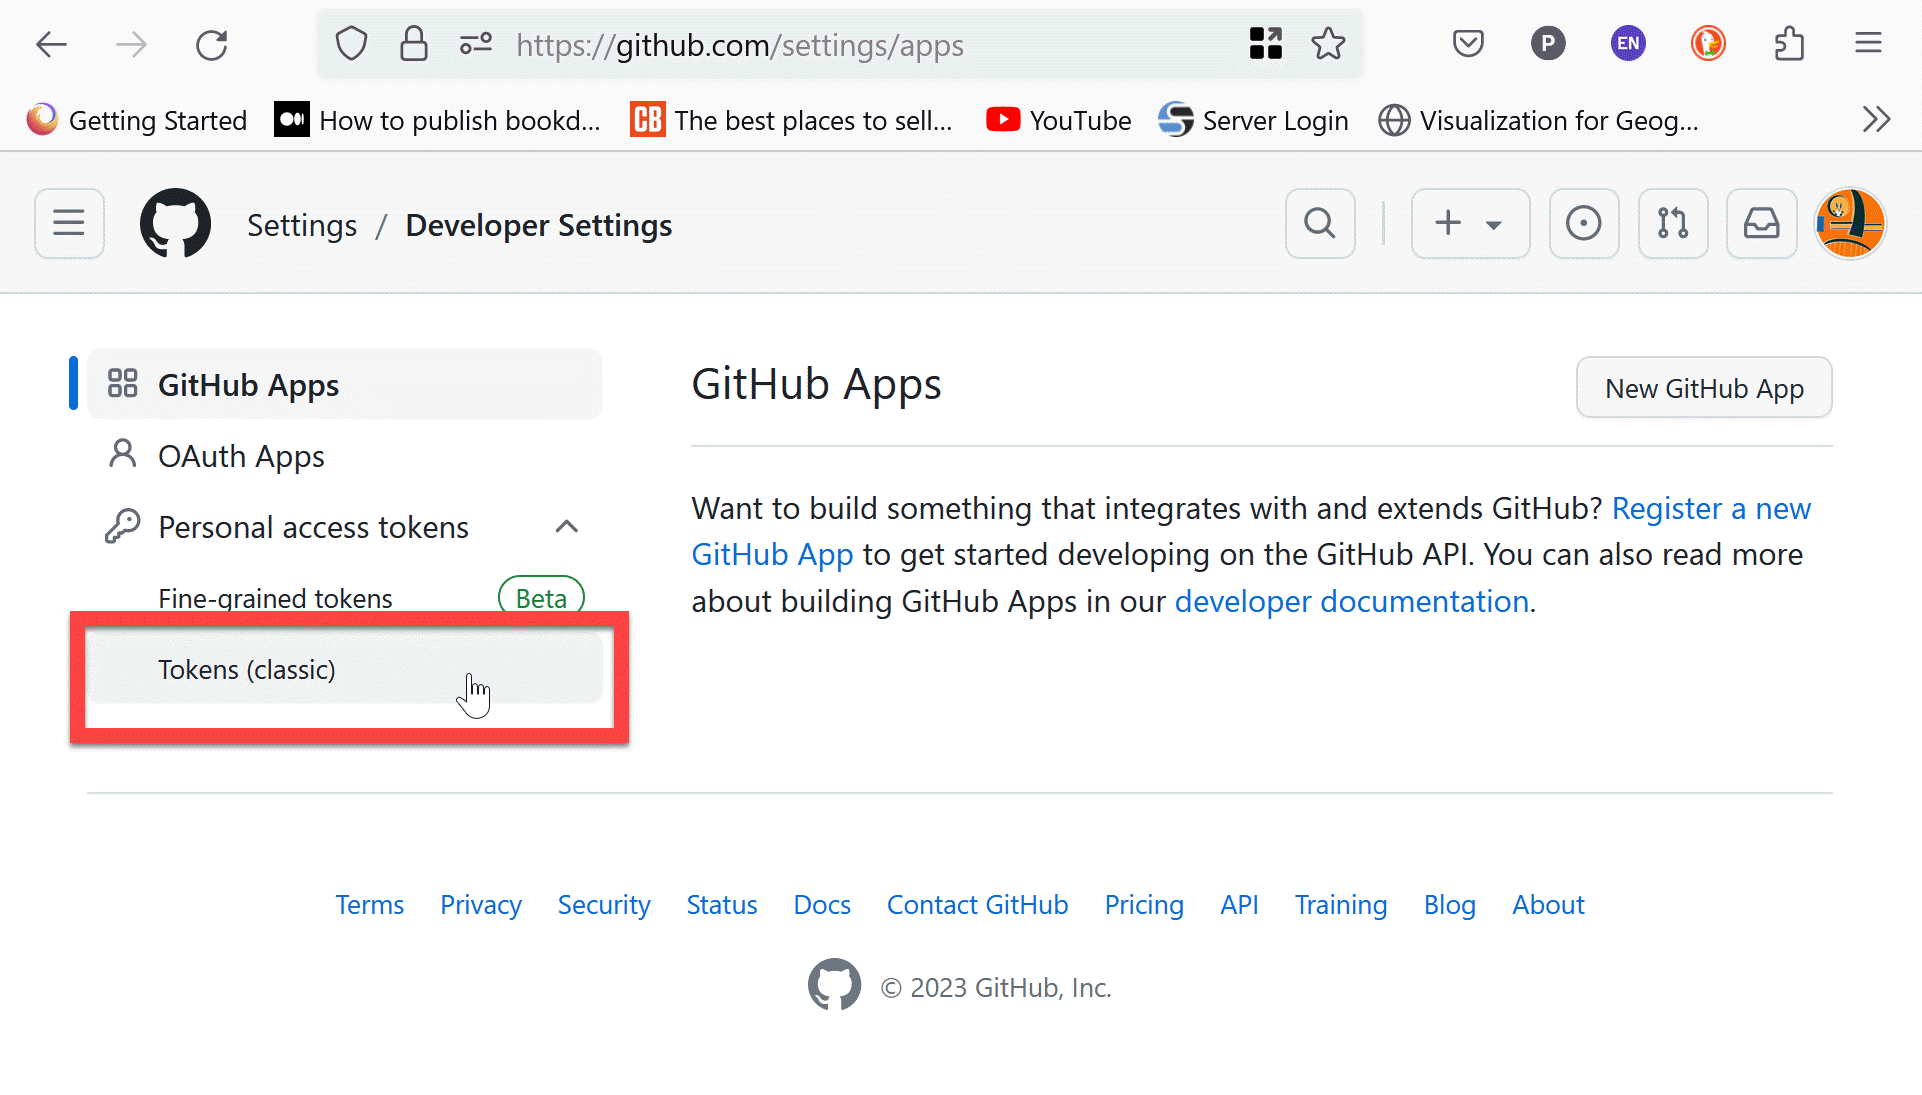 https://github.com/settings/apps
P
EN
Getting Started
How to publish bookd...
CB
The best places to sell...
YouTube
Server Login
Visualization for Geog...
Settings / Developer Settings
GitHub Apps
OAuth Apps
Personal access tokens
Fine-grained tokens
Beta
Tokens (classic)
GitHub Apps
New GitHub App
Want to build something that integrates with and extends GitHub? Register a new
GitHub App to get started developing on the GitHub API. You can also read more
about building GitHub Apps in our developer documentation.
Terms Privacy Security Status Docs Contact GitHub Pricing API Training Blog About
© 2023 GitHub, Inc.